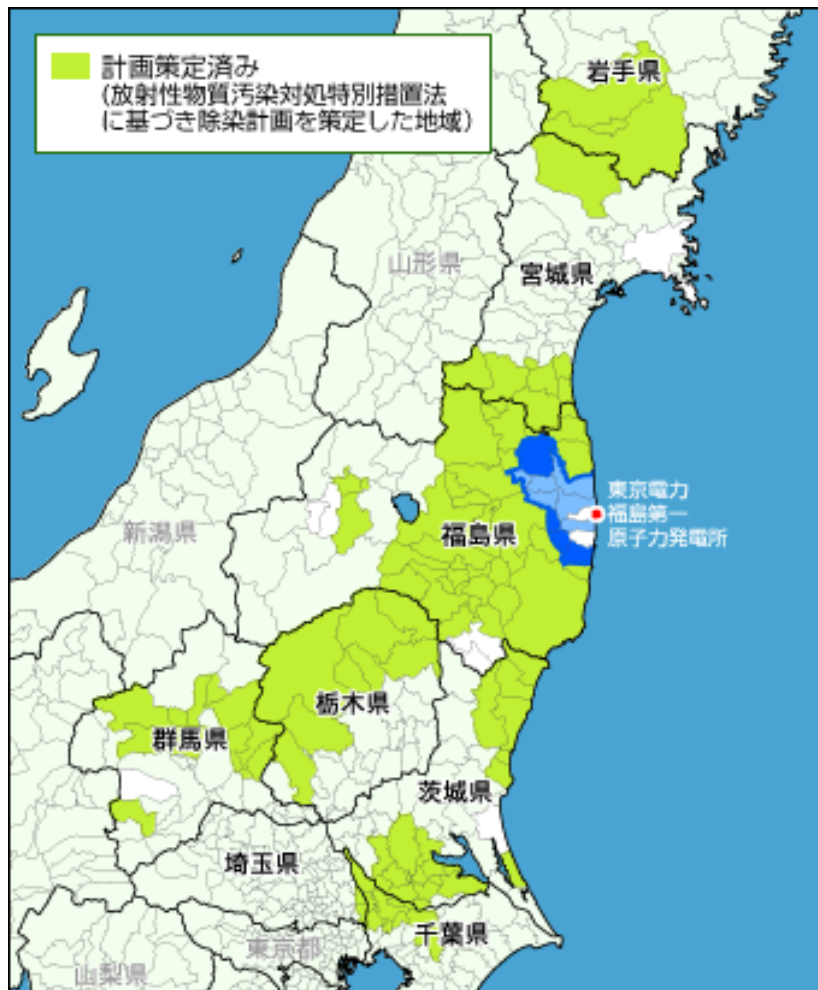 計画策定済み
(放射性物質汚染対処特別措置法
に基づき除染計画を策定した地域)
岩手県
山形県
宮城県
東京電力
福島第一
原子力発電所
新潟県
福島県
栃木県
群馬県
茨城県
埼玉県
千葉県
東京都
山梨県